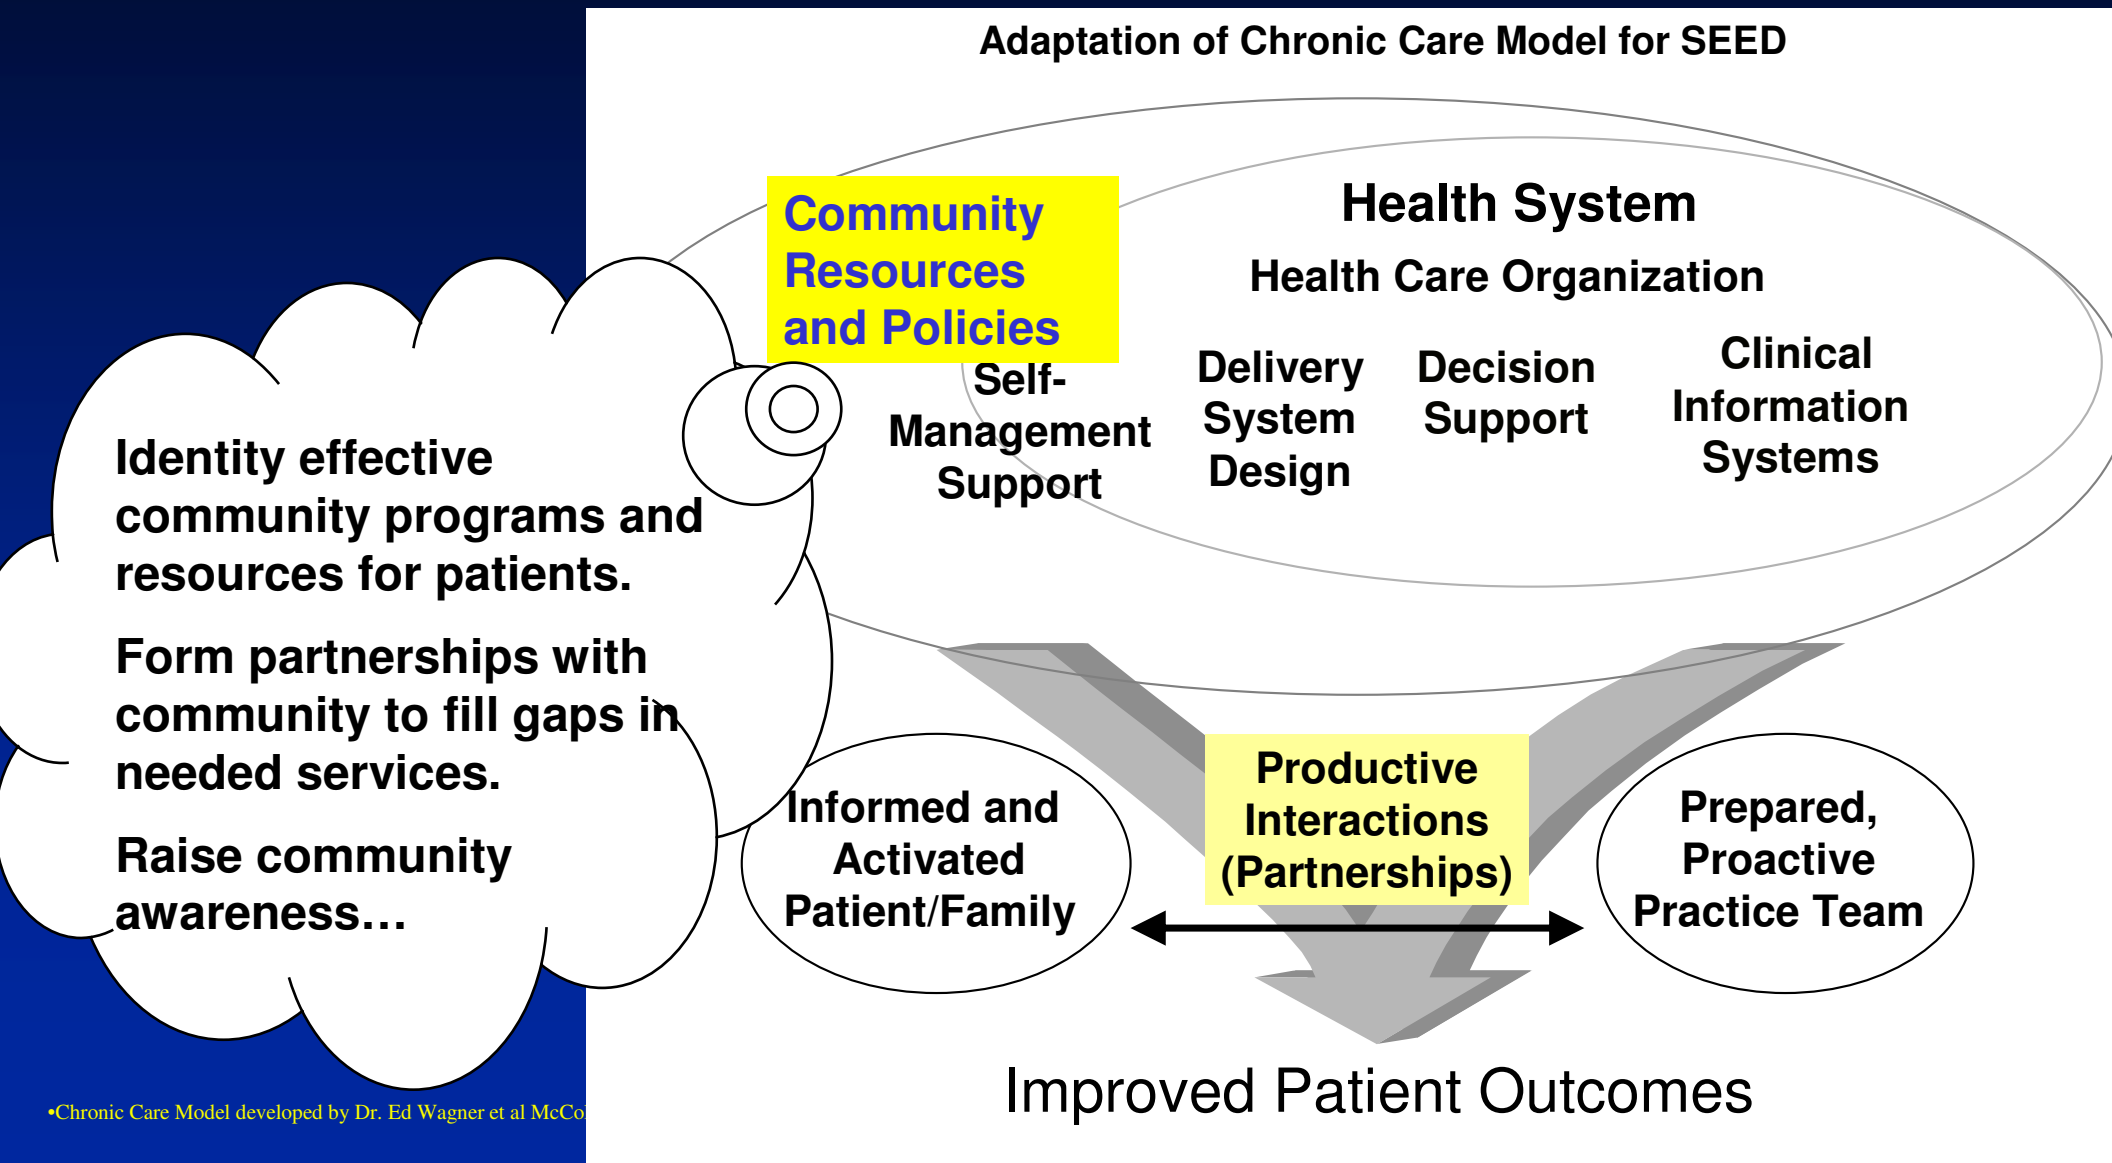 Adaptation of Chronic Care Model for SEED
Community
Resources
and Policies
Health System
Health Care Organization
Self-
Management
Support
Delivery
System
Design
Decision
Support
Clinical
Information
Systems
Identity effective
community programs and
resources for patients.
Form partnerships with
community to fill gaps in
needed services.
Raise community
awareness…
Informed and
Activated
Patient/Family
Productive
Interactions
(Partnerships)
Prepared,
Proactive
Practice Team
Improved Patient Outcomes
•Chronic Care Model developed by Dr. Ed Wagner et al